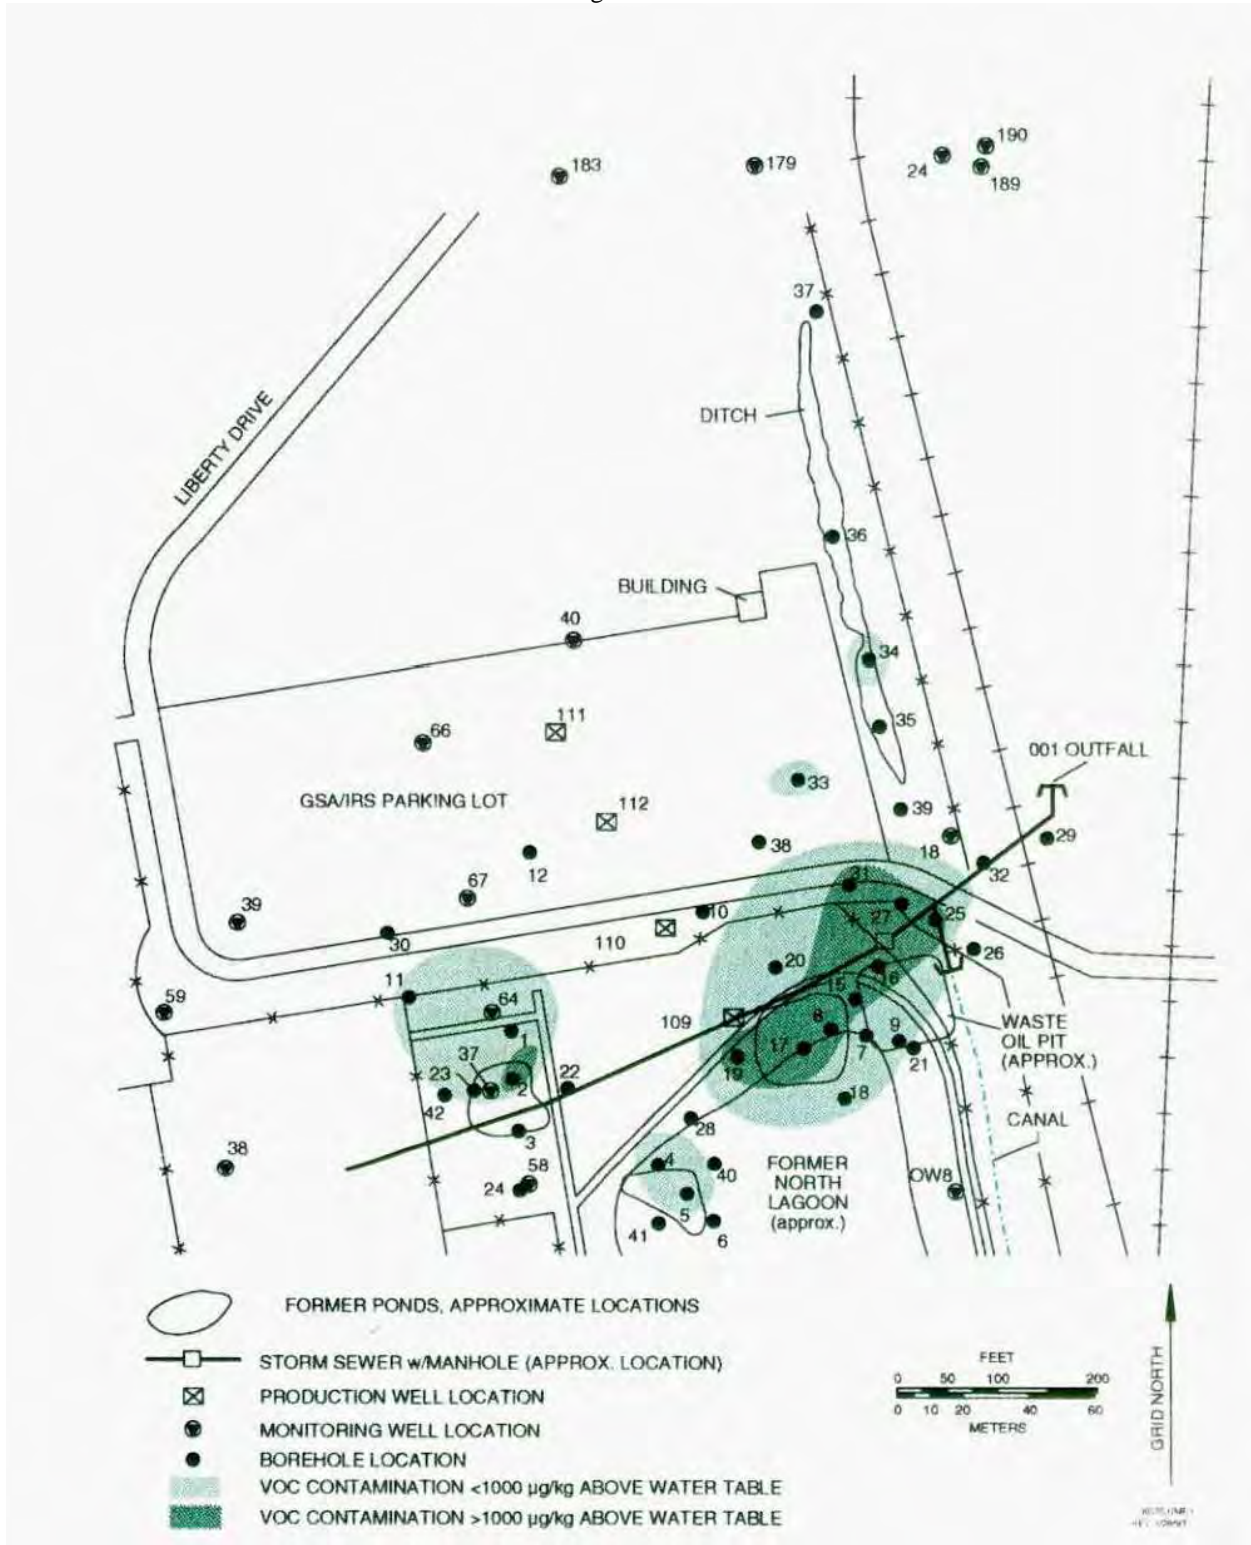 190
183
179
24
189
37
DITCH
LIBERTY DRIVE
36
BUILDING
40
34
111
35
66
001 OUTFALL
33
GSA/IRS PARKING LOT
112
39
29
38
18
32
12
31
67
39
10
27
25
30
110
26
11
20
16
59
64
15
109
8
WASTE
OIL PIT
(APPROX.)
1
9
37
17
7
21
23
19
22
2
42
18
28
CANAL
3
38
58
4
40
FORMER
NORTH
LAGOON
(approx.)
OW8
24
5
41
6
FORMER PONDS, APPROXIMATE LOCATIONS
STORM SEWER w/MANHOLE (APPROX. LOCATION)
PRODUCTION WELL LOCATION
MONITORING WELL LOCATION
BOREHOLE LOCATION
VOC CONTAMINATION <1000 µg/kg ABOVE WATER TABLE
VOC CONTAMINATION >1000 µg/kg ABOVE WATER TABLE
FEET
0 50 100 200
0 10 20 40 60
METERS
GRID NORTH